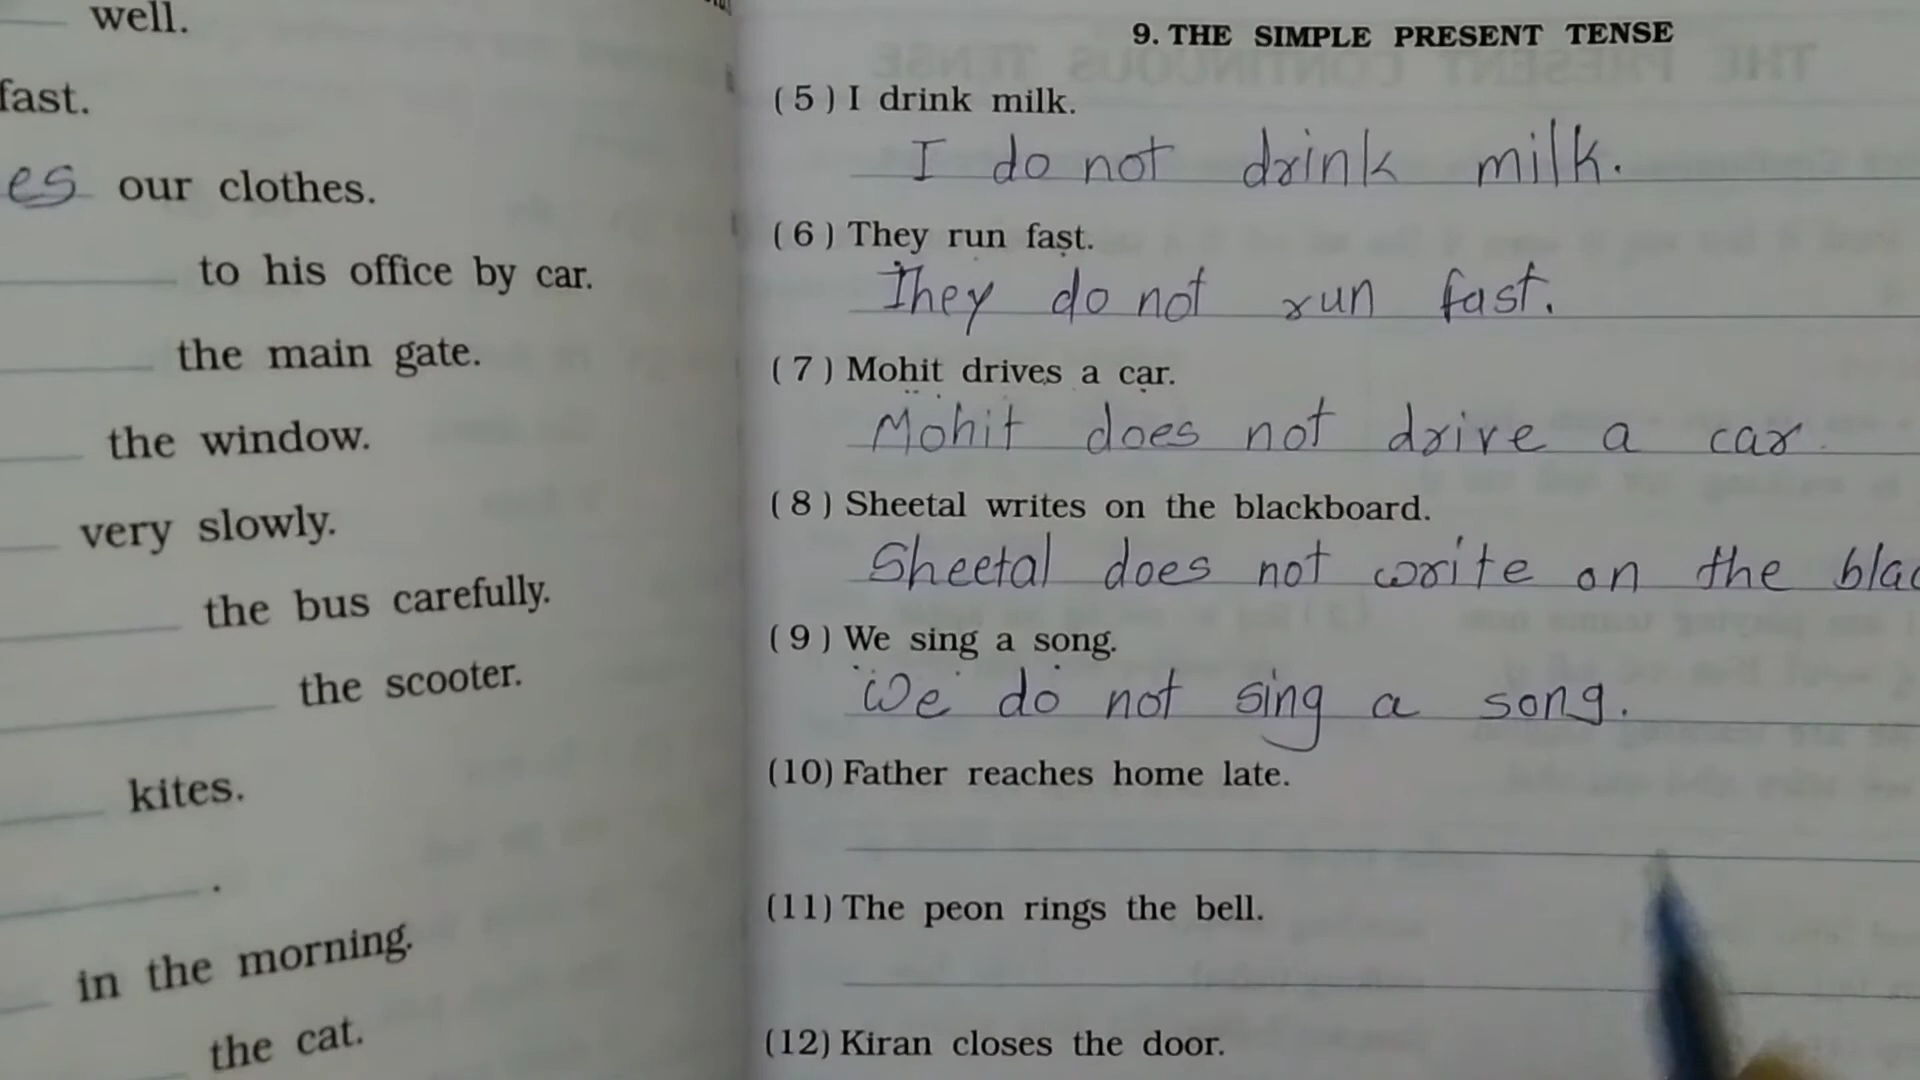 well.
fast.
es our clothes.
to his office by car.
the main gate.
the window.
very slowly.
the bus carefully.
the scooter.
kites.
.
in the morning.
the cat.
9. THE SIMPLE PRESENT TENSE
(5) I drink milk.
I do not drink milk.
(6) They run fast.
They do not run fast.
(7) Mohit drives a car.
Mohit does not drive a car.
(8) Sheetal writes on the blackboard.
Sheetal does not write on the blac
(9) We sing a song.
We do not sing a song.
(10) Father reaches home late.
(11) The peon rings the bell.
(12) Kiran closes the door.